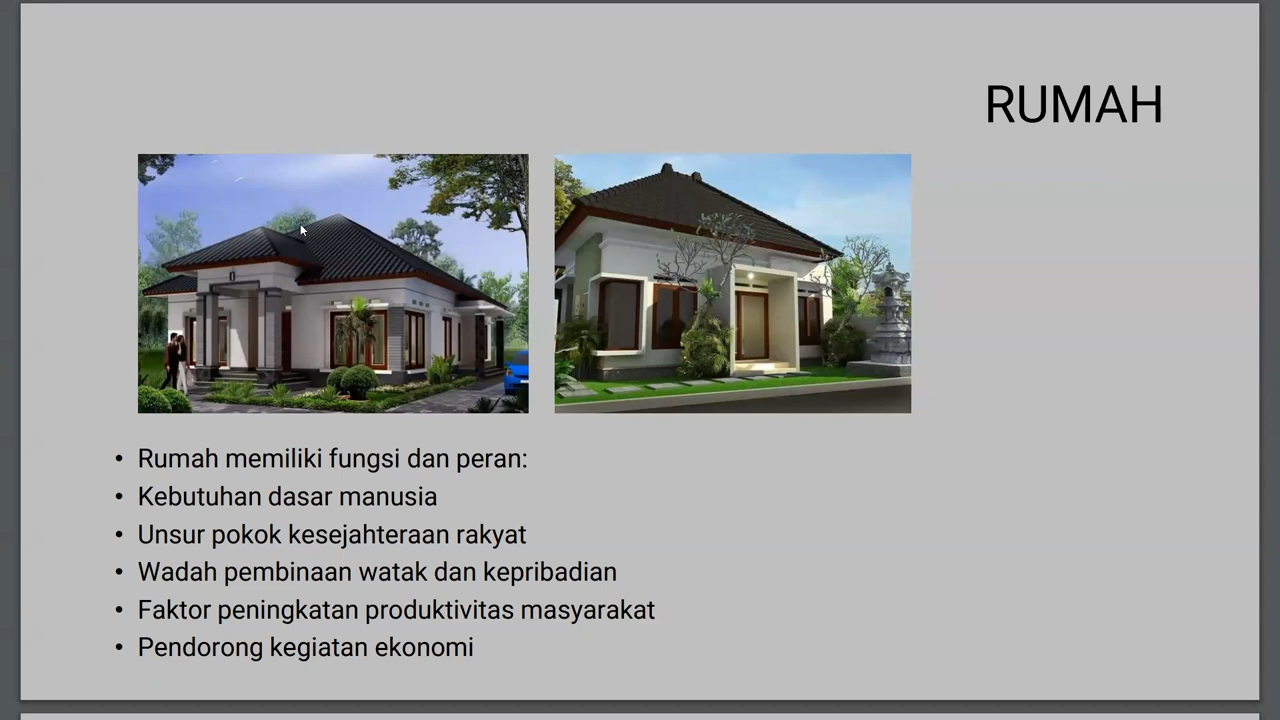 RUMAH
• Rumah memiliki fungsi dan peran:
• Kebutuhan dasar manusia
• Unsur pokok kesejahteraan rakyat
• Wadah pembinaan watak dan kepribadian
• Faktor peningkatan produktivitas masyarakat
• Pendorong kegiatan ekonomi